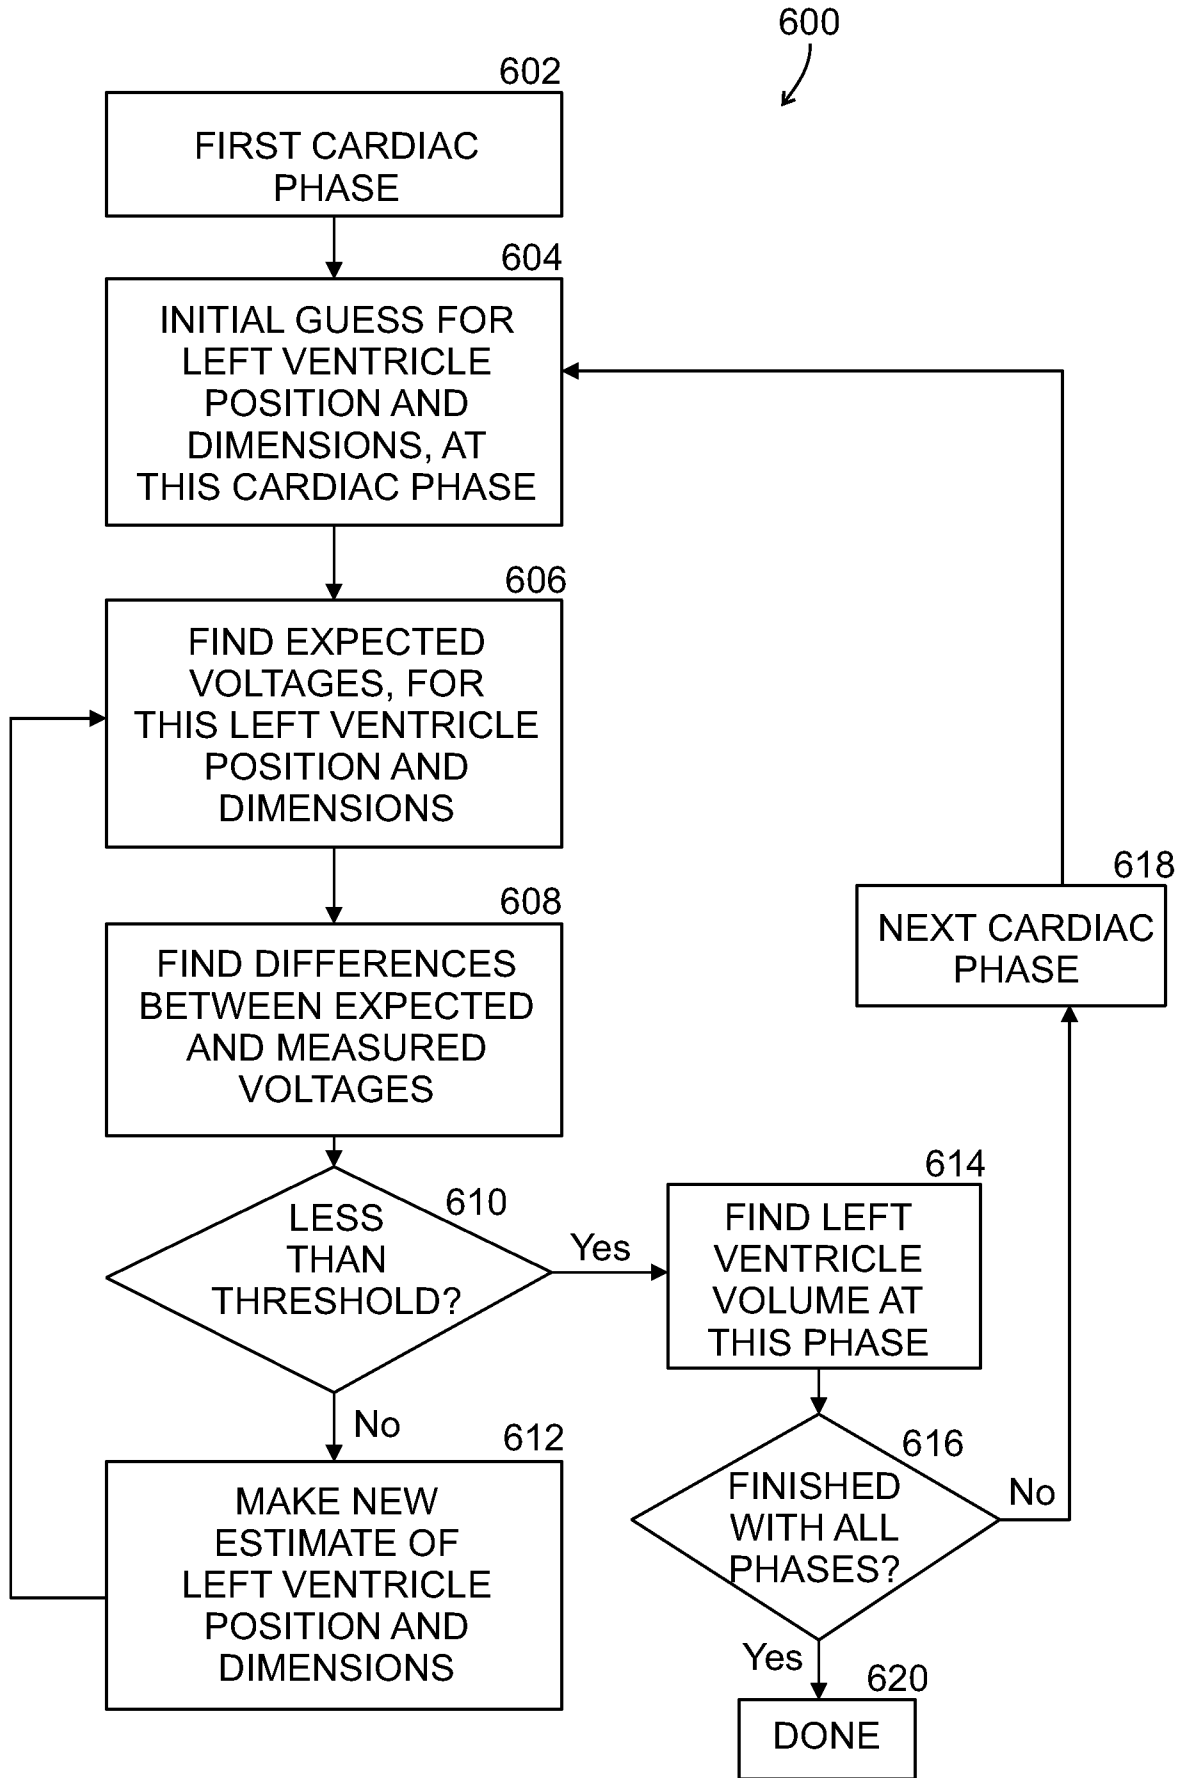 600
602
FIRST CARDIAC
PHASE
604
INITIAL GUESS FOR
LEFT VENTRICLE
POSITION AND
DIMENSIONS, AT
THIS CARDIAC PHASE
606
FIND EXPECTED
VOLTAGES, FOR
THIS LEFT VENTRICLE
POSITION AND
DIMENSIONS
608
FIND DIFFERENCES
BETWEEN EXPECTED
AND MEASURED
VOLTAGES
610
LESS
THAN
THRESHOLD?
Yes
No
612
MAKE NEW
ESTIMATE OF
LEFT VENTRICLE
POSITION AND
DIMENSIONS
614
FIND LEFT
VENTRICLE
VOLUME AT
THIS PHASE
616
FINISHED
WITH ALL
PHASES?
No
618
NEXT CARDIAC
PHASE
Yes
620
DONE